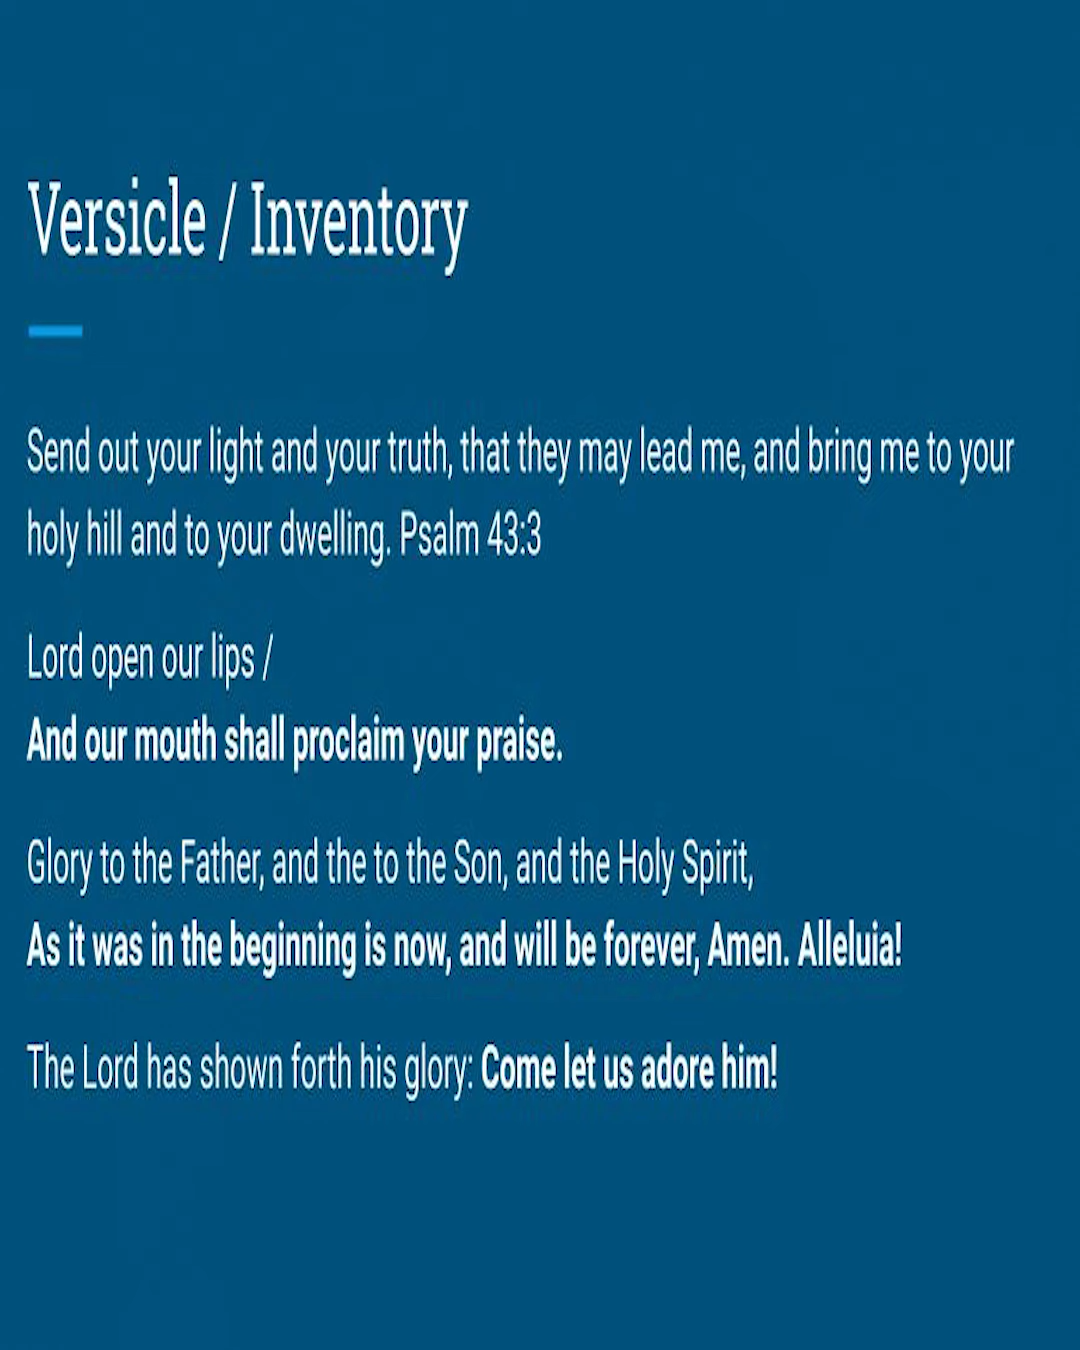 Versicle / Inventory
Send out your light and your truth, that they may lead me, and bring me to your
holy hill and to your dwelling. Psalm 43:3
Lord open our lips /
And our mouth shall proclaim your praise.
Glory to the Father, and the to the Son, and the Holy Spirit,
As it was in the beginning is now, and will be forever, Amen. Alleluia!
The Lord has shown forth his glory: Come let us adore him!